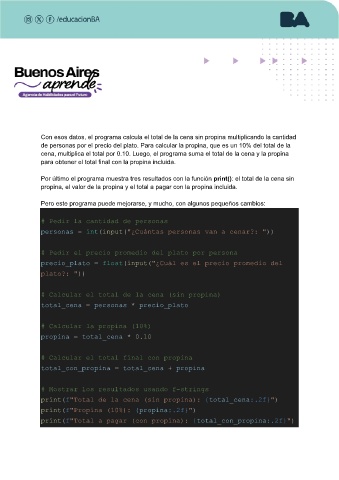 /educacionBA
BA
Buenos Aires
aprende
Agencia de Habilidades para el Futuro
Con esos datos, el programa calcula el total de la cena sin propina multiplicando la cantidad
de personas por el precio del plato. Para calcular la propina, que es un 10% del total de la
cena, multiplica el total por 0.10. Luego, el programa suma el total de la cena y la propina
para obtener el total final con la propina incluida.
Por último el programa muestra tres resultados con la función print(): el total de la cena sin
propina, el valor de la propina y el total a pagar con la propina incluida.
Pero este programa puede mejorarse, y mucho, con algunos pequeños cambios:
# Pedir la cantidad de personas
personas = int(input("¿Cuántas personas van a cenar?: "))
# Pedir el precio promedio del plato por persona
precio_plato = float(input("¿Cuál es el precio promedio del
plato?: "))
# Calcular el total de la cena (sin propina)
total_cena = personas * precio_plato
# Calcular la propina (10%)
propina = total_cena * 0.10
# Calcular el total final con propina
total_con_propina = total_cena + propina
# Mostrar los resultados usando f-strings
print(f"Total de la cena (sin propina): {total_cena:.2f}")
print(f"Propina (10%): {propina:.2f}")
print(f"Total a pagar (con propina): {total_con_propina:.2f}")